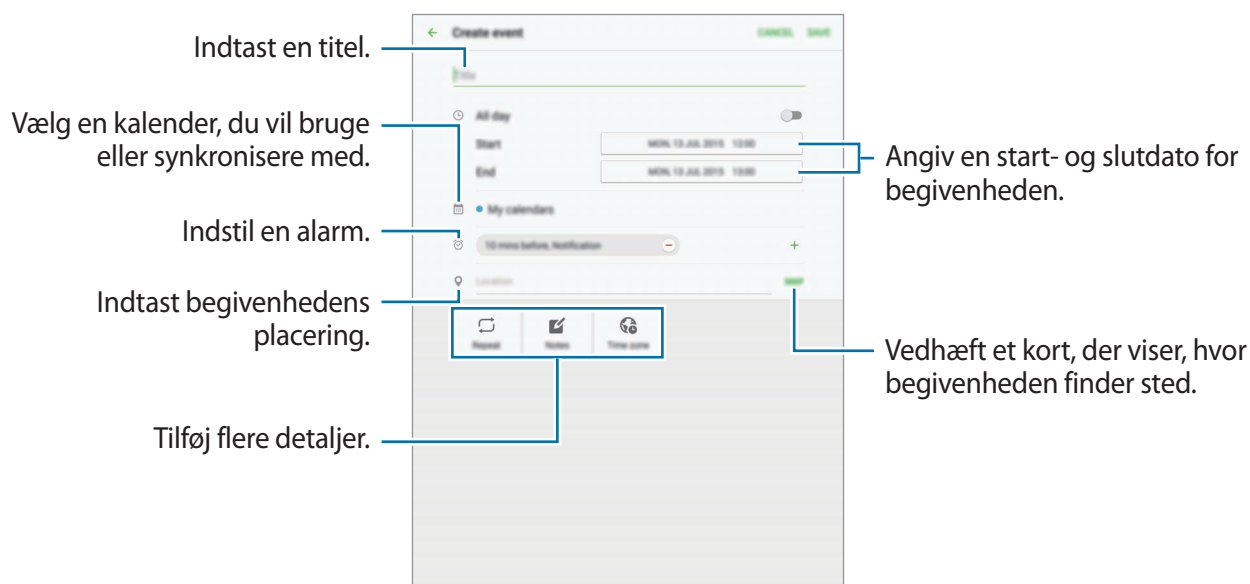 Create event
CANCEL SAVE
Indtast en titel.
Title
Vælg en kalender, du vil bruge
eller synkronisere med.
All day
Start MON, 13 JUL 2015 12:00
End MON, 13 JUL 2015 13:00
Angiv en start- og slutdato for
begivenheden.
My calendars
Indstil en alarm.
10 mins before, Notification
Indtast begivenhedens
placering.
Location
MAP
Repeat Notes Time zone
Vedhæft et kort, der viser, hvor
begivenheden finder sted.
Tilføj flere detaljer.